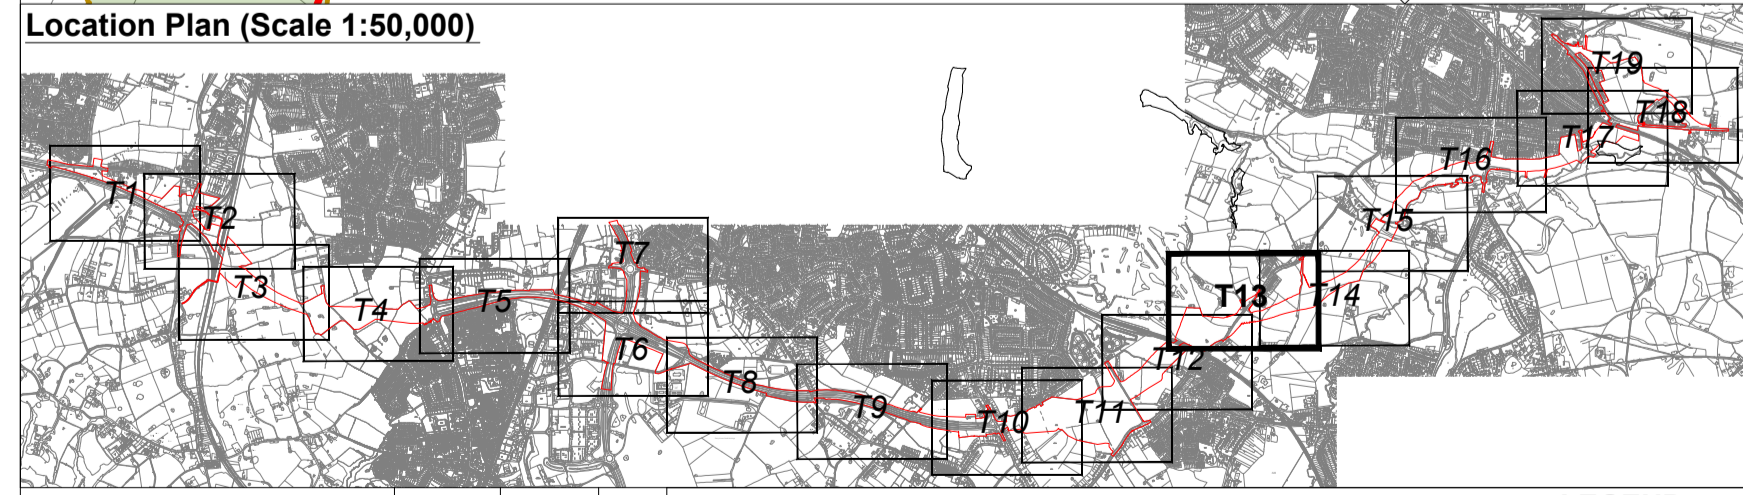 Location Plan (Scale 1:50,000)
T1
T2
T3
T4
T5
T6
T7
T8
T9
T10
T11
T12
T13
T14
T15
T16
T17
T18
T19